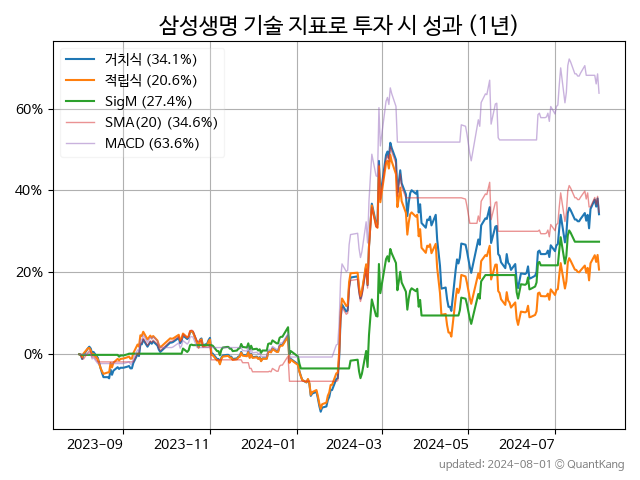 삼성생명 기술 지표로 투자 시 성과 (1년)
거치식 (34.1%)
적립식 (20.6%)
SigM (27.4%)
SMA(20) (34.6%)
MACD (63.6%)
60%
40%
20%
0%
2023-09 2023-11 2024-01 2024-03 2024-05 2024-07
updated: 2024-08-01 © QuantKang